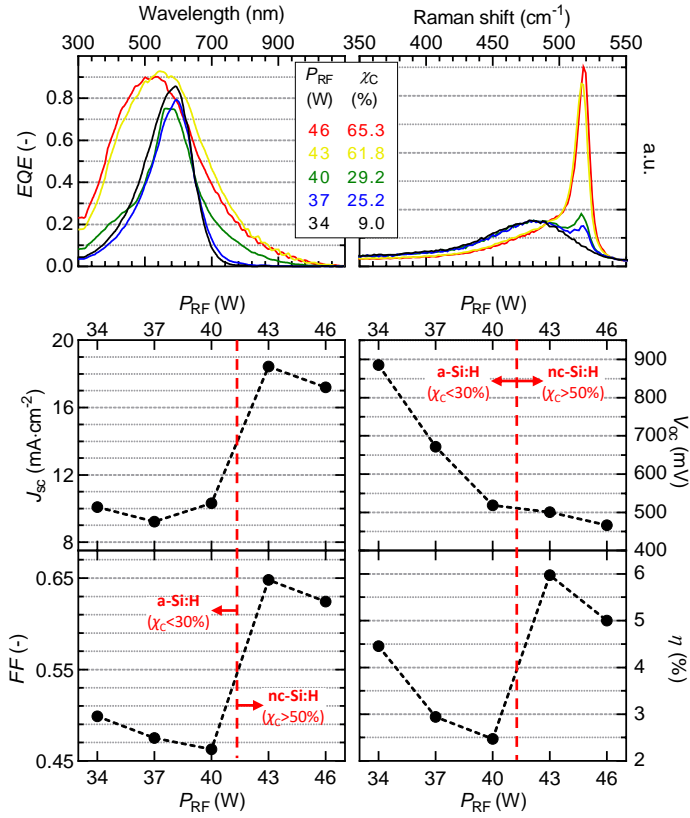 Wavelength (nm)
Raman shift (cm⁻¹)
300 500 700 900 1100
350 400 450 500 550
EQE (-)
0.8
0.6
0.4
0.2
0.0
P_RF χ_C
(W) (%)
46 65.3
43 61.8
40 29.2
37 25.2
34 9.0
a.u.
P_RF (W)
P_RF (W)
34 37 40 43 46
34 37 40 43 46
J_sc (mA·cm⁻²)
20
16
12
8
a-Si:H
(χ_C<30%)
nc-Si:H
(χ_C>50%)
900
800
700
600
500
400
V_oc (mV)
FF (-)
0.65
0.55
0.45
a-Si:H
(χ_C<30%)
nc-Si:H
(χ_C>50%)
6
5
4
3
2
η (%)
34 37 40 43 46
34 37 40 43 46
P_RF (W)
P_RF (W)